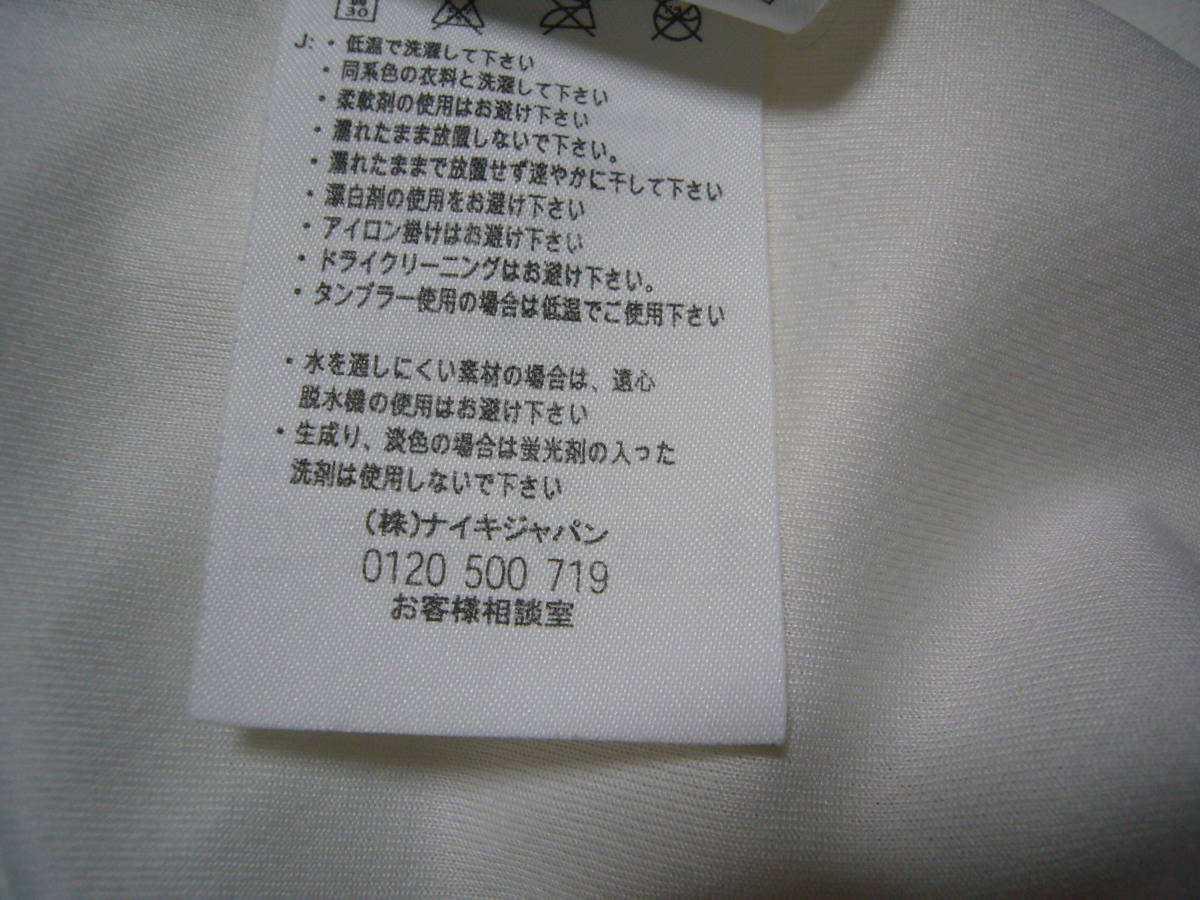 30
J: ・低温で洗濯して下さい
・同系色の衣料と洗濯して下さい
・柔軟剤の使用はお避け下さい
・濡れたまま放置しないで下さい。
・濡れたままで放置せず速やかに干して下さい
・漂白剤の使用をお避け下さい
・アイロン掛けはお避け下さい
・ドライクリーニングはお避け下さい。
・タンブラー使用の場合は低温でご使用下さい
・水を通しにくい素材の場合は、遠心
脱水機の使用はお避け下さい
・生成り、淡色の場合は蛍光剤の入った
洗剤は使用しないで下さい
(株)ナイキジャパン
0120 500 719
お客様相談室